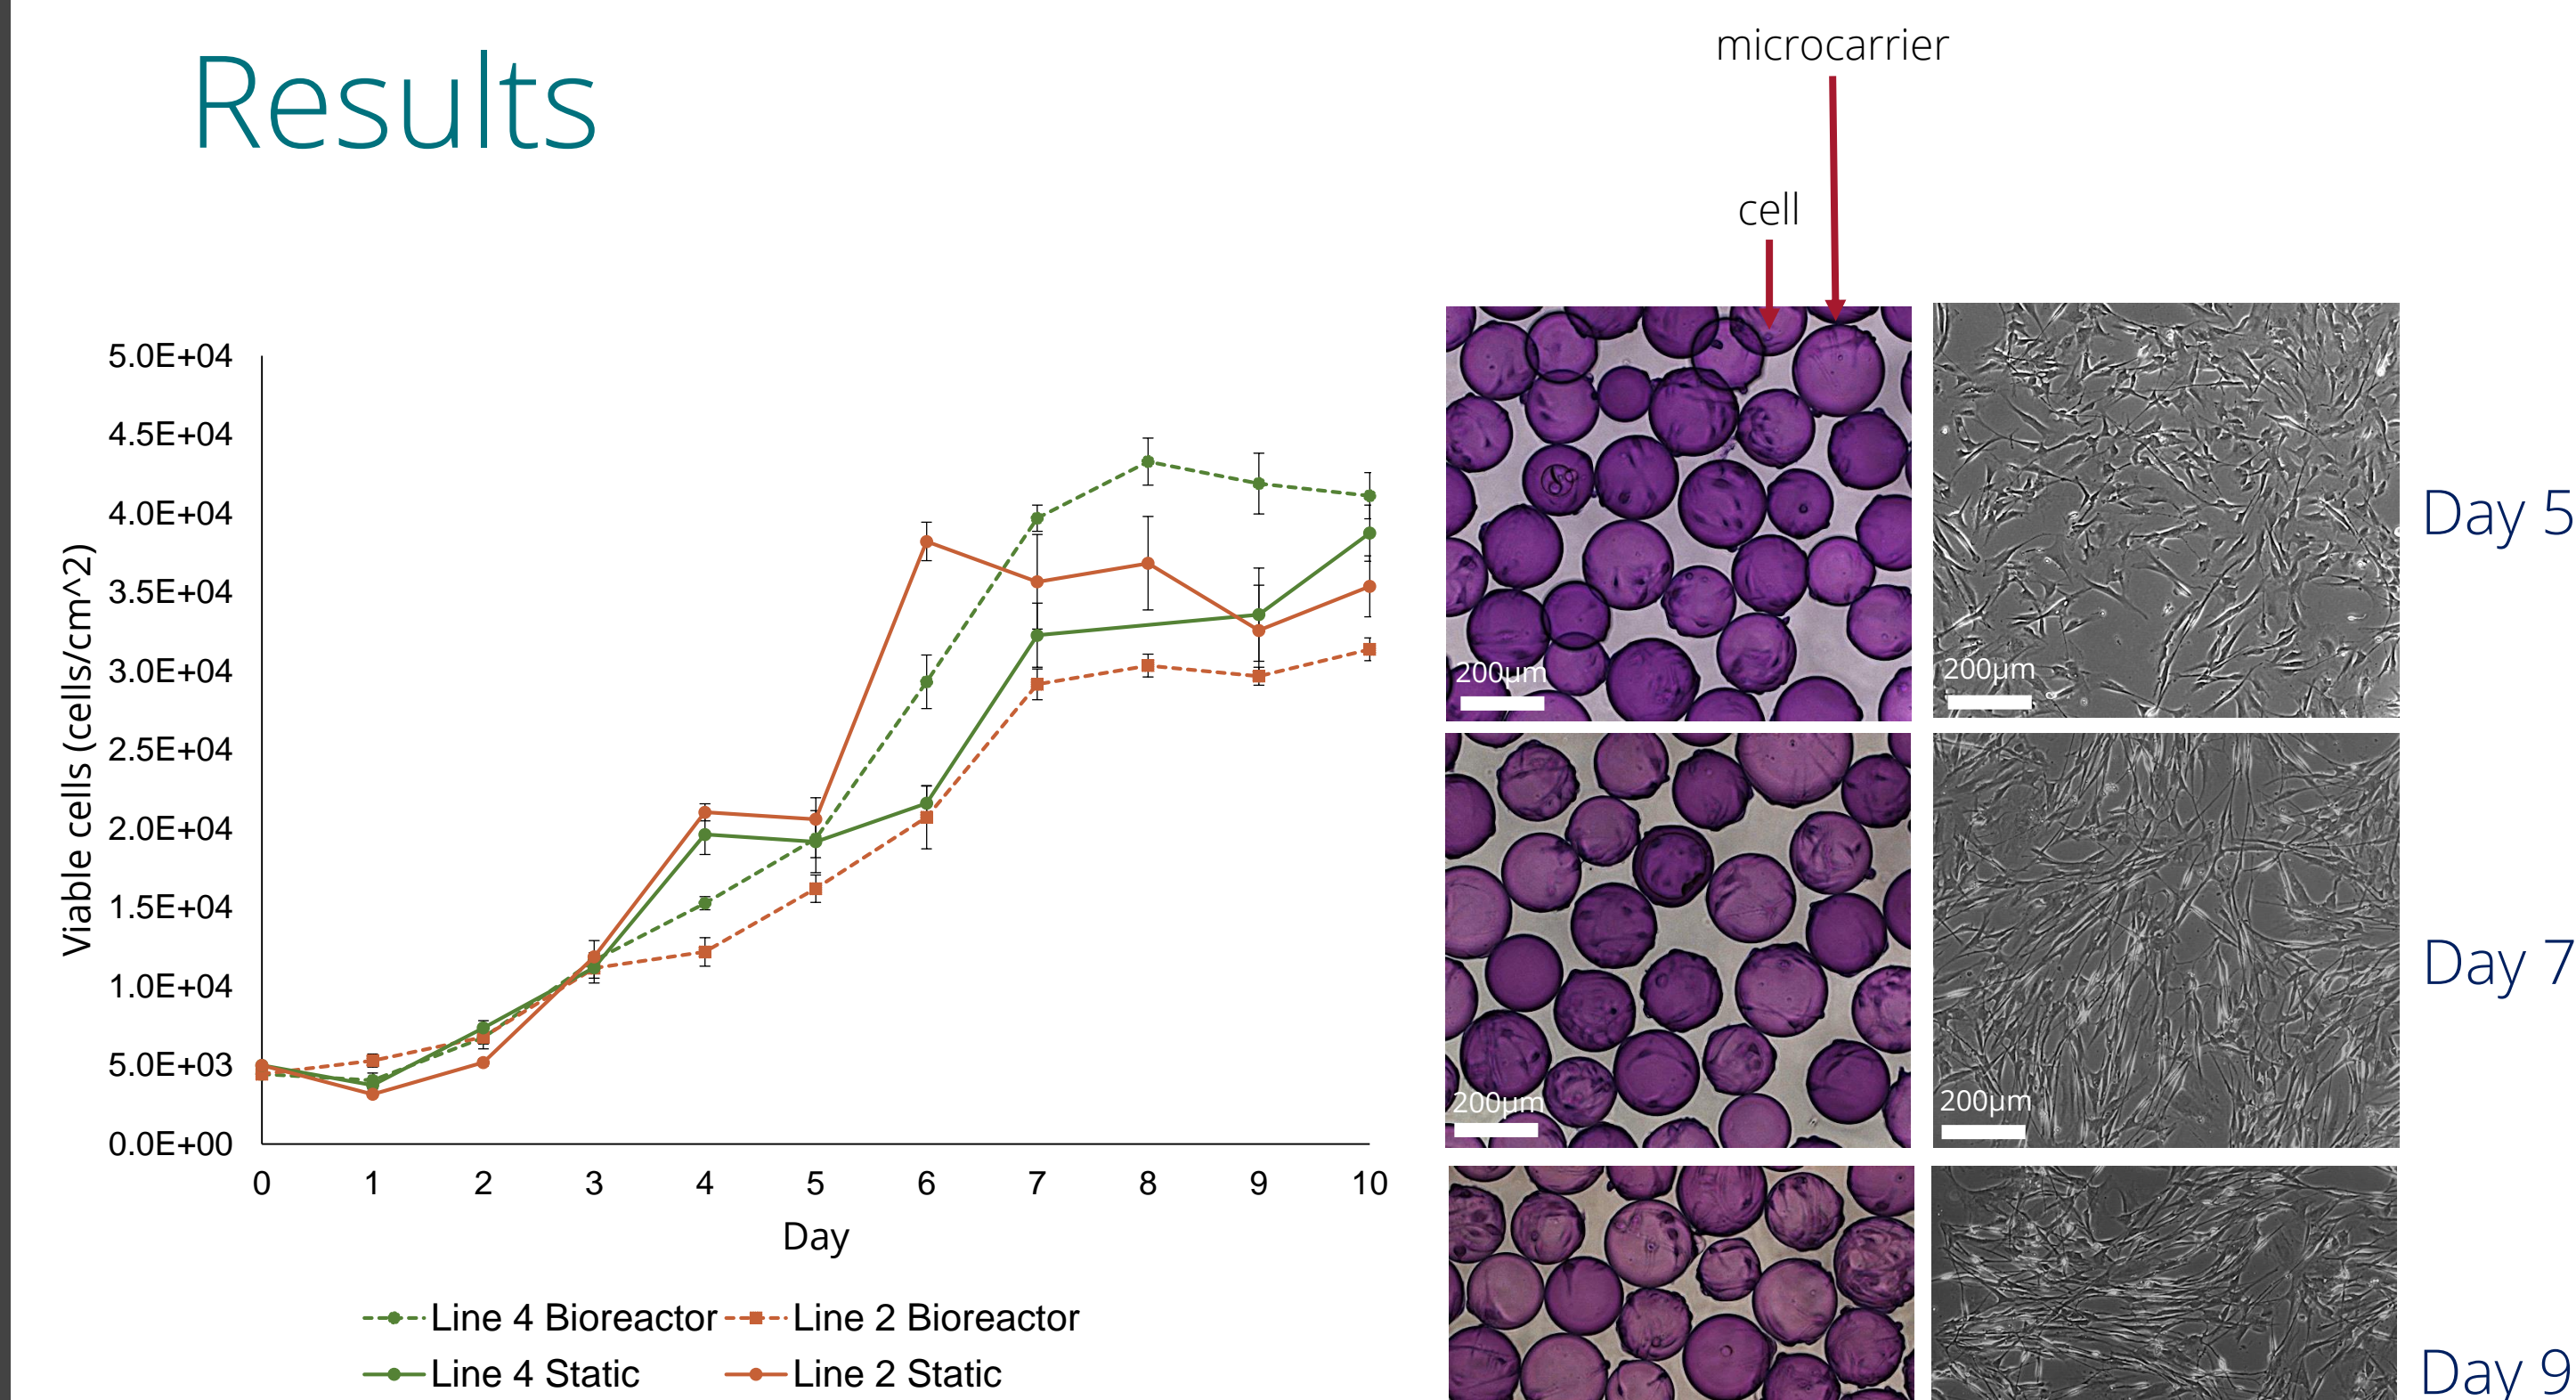 Results
microcarrier
cell
Viable cells (cells/cm^2)
5.0E+04
4.5E+04
4.0E+04
3.5E+04
3.0E+04
2.5E+04
2.0E+04
1.5E+04
1.0E+04
5.0E+03
0.0E+00
0 1 2 3 4 5 6 7 8 9 10
Day
Line 4 Bioreactor Line 2 Bioreactor
Line 4 Static Line 2 Static
200µm 200µm
Day 5
200µm 200µm
Day 7
Day 9